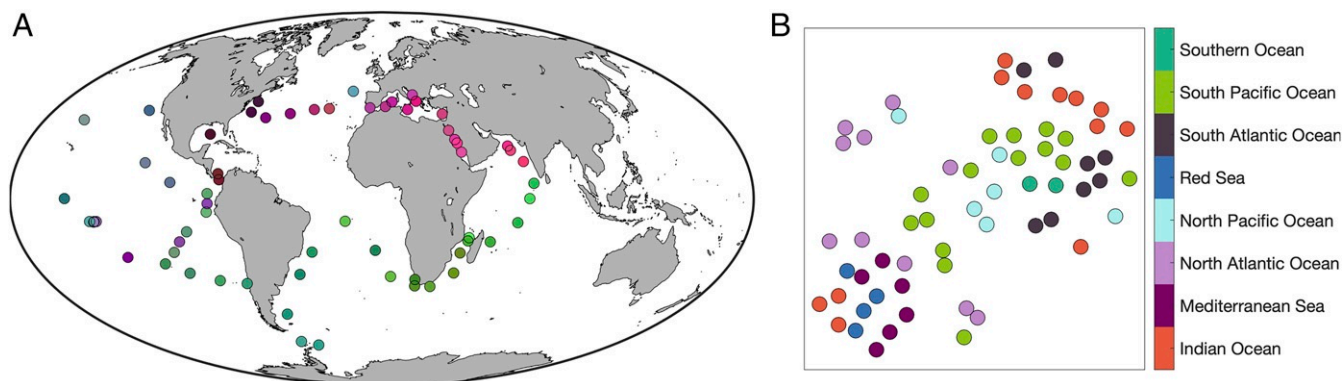 A
B
Southern Ocean
South Pacific Ocean
South Atlantic Ocean
Red Sea
North Pacific Ocean
North Atlantic Ocean
Mediterranean Sea
Indian Ocean